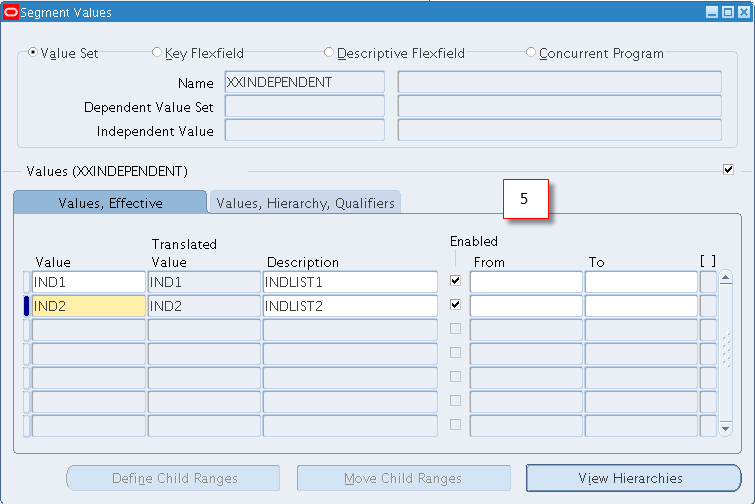 Segment Values
Value Set Key Flexfield Descriptive Flexfield Concurrent Program
Name XXINDEPENDENT
Dependent Value Set
Independent Value
Values (XXINDEPENDENT)
Values, Effective Values, Hierarchy, Qualifiers
5
Value Translated Value Description Enabled From To [ ]
IND1 IND1 INDLIST1
IND2 IND2 INDLIST2
Define Child Ranges Move Child Ranges View Hierarchies